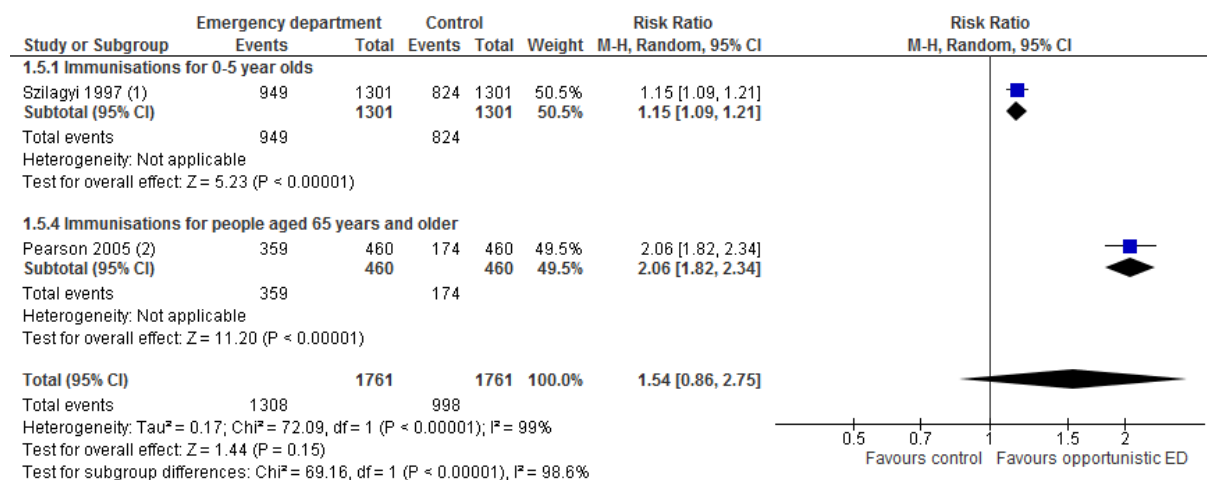 Emergency department Control Risk Ratio Risk Ratio
Study or Subgroup Events Total Events Total Weight M-H, Random, 95% CI M-H, Random, 95% CI
1.5.1 Immunisations for 0-5 year olds
Szilagyi 1997 (1) 949 1301 824 1301 50.5% 1.15 [1.09, 1.21]
Subtotal (95% CI) 1301 1301 50.5% 1.15 [1.09, 1.21]
Total events 949 824
Heterogeneity: Not applicable
Test for overall effect: Z = 5.23 (P < 0.00001)
1.5.4 Immunisations for people aged 65 years and older
Pearson 2005 (2) 359 460 174 460 49.5% 2.06 [1.82, 2.34]
Subtotal (95% CI) 460 460 49.5% 2.06 [1.82, 2.34]
Total events 359 174
Heterogeneity: Not applicable
Test for overall effect: Z = 11.20 (P < 0.00001)
Total (95% CI) 1761 1761 100.0% 1.54 [0.86, 2.75]
Total events 1308 998
Heterogeneity: Tau² = 0.17; Chi² = 72.09, df = 1 (P < 0.00001); I² = 99%
Test for overall effect: Z = 1.44 (P = 0.15)
Test for subgroup differences: Chi² = 69.16, df = 1 (P < 0.00001), I² = 98.6%
0.5 0.7 1 1.5 2
Favours control Favours opportunistic ED